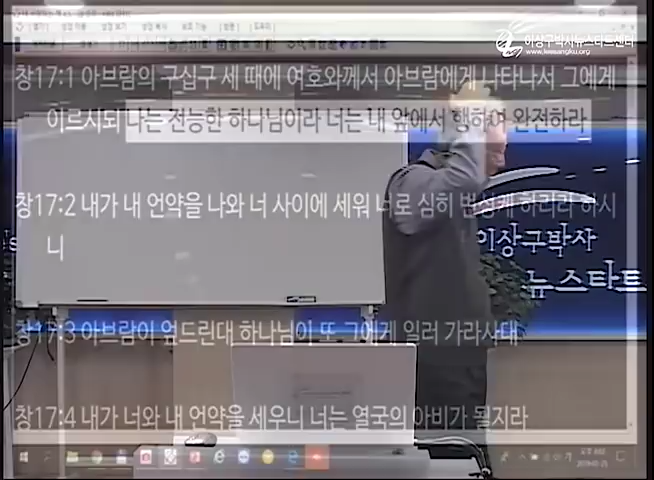 이상구박사뉴스타트센터
www.leesangku.org
창17:1 아브람의 구십구 세 때에 여호와께서 아브람에게 나타나서 그에게
이르시되 나는 전능한 하나님이라 너는 내 앞에서 행하여 완전하라
창17:2 내가 내 언약을 나와 너 사이에 세워 너로 심히 번성케 하리라 하시
니
이상구박사
뉴스타트
창17:3 아브람이 엎드린대 하나님이 또 그에게 일러 가라사대
창17:4 내가 너와 내 언약을 세우니 너는 열국의 아비가 될지라